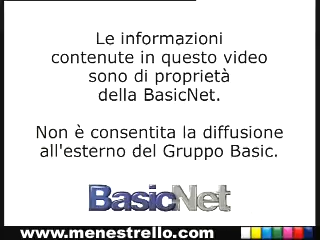 Le informazioni
contenute in questo video
sono di proprietà
della BasicNet.
Non è consentita la diffusione
all'esterno del Gruppo Basic.
BasicNet
www.menestrello.com